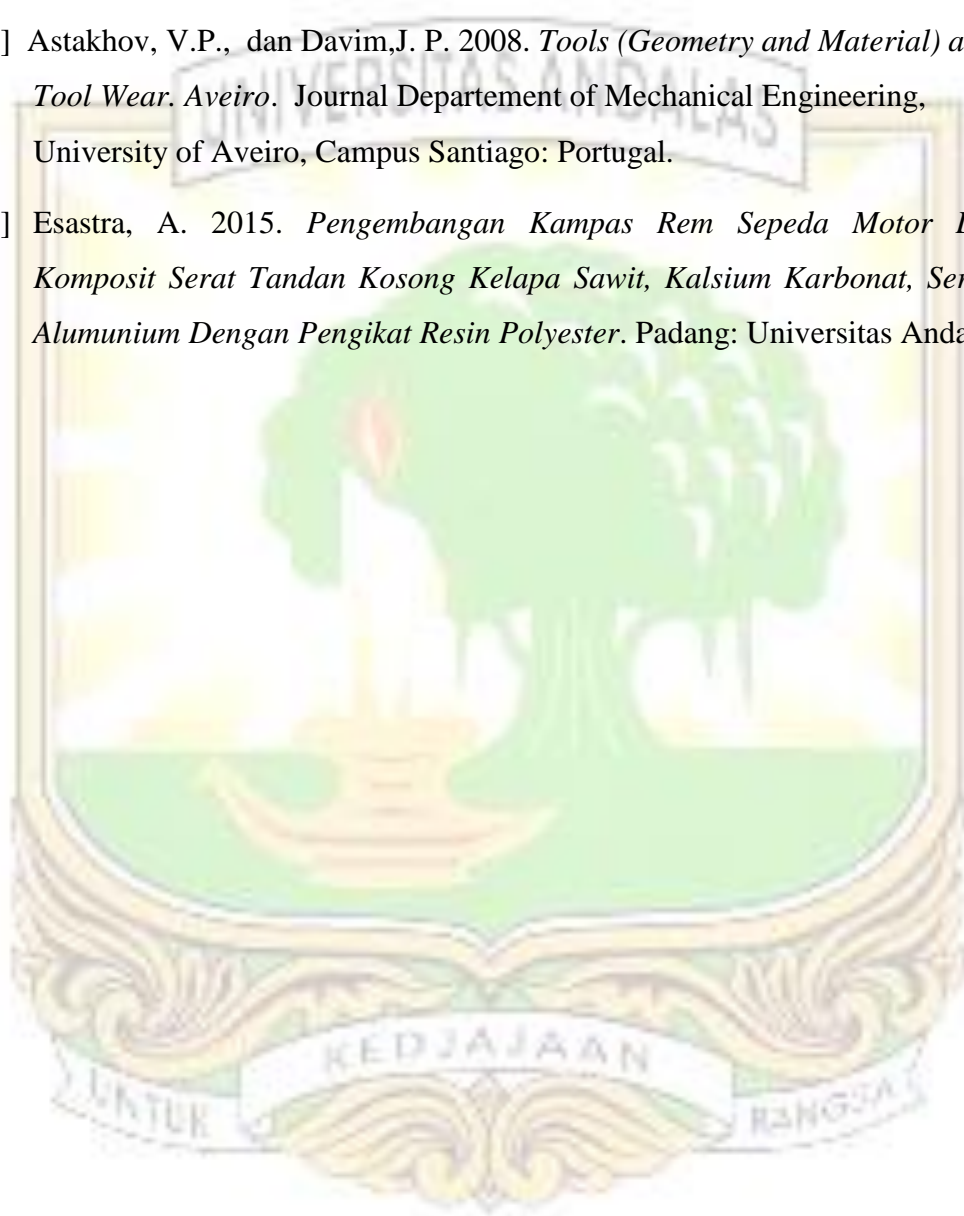 ] Astakhov, V.P., dan Davim,J. P. 2008. Tools (Geometry and Material) a
Tool Wear. Aveiro. Journal Departement of Mechanical Engineering,
University of Aveiro, Campus Santiago: Portugal.
] Esastra, A. 2015. Pengembangan Kampas Rem Sepeda Motor
Komposit Serat Tandan Kosong Kelapa Sawit, Kalsium Karbonat, Ser
Alumunium Dengan Pengikat Resin Polyester. Padang: Universitas Anda
UNIVERSITAS ANDALAS
KEDJAJAAN
UNTUK BANGSA